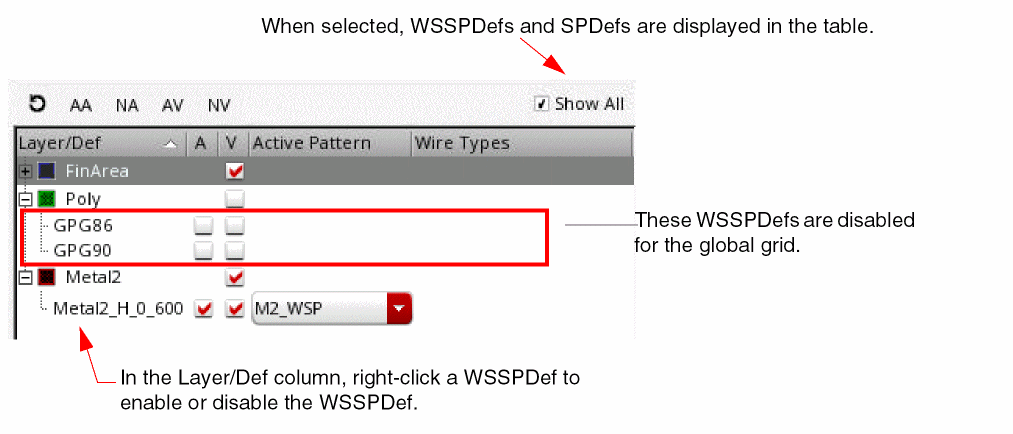 When selected, WSSPDefs and SPDefs are displayed in the table.
AA NA AV NV Show All
Layer/Def A V Active Pattern Wire Types
FinArea
Poly
GPG86
GPG90
These WSSPDefs are disabled
for the global grid.
Metal2
Metal2_H_0_600 M2_WSP
In the Layer/Def column, right-click a WSSPDef to
enable or disable the WSSPDef.